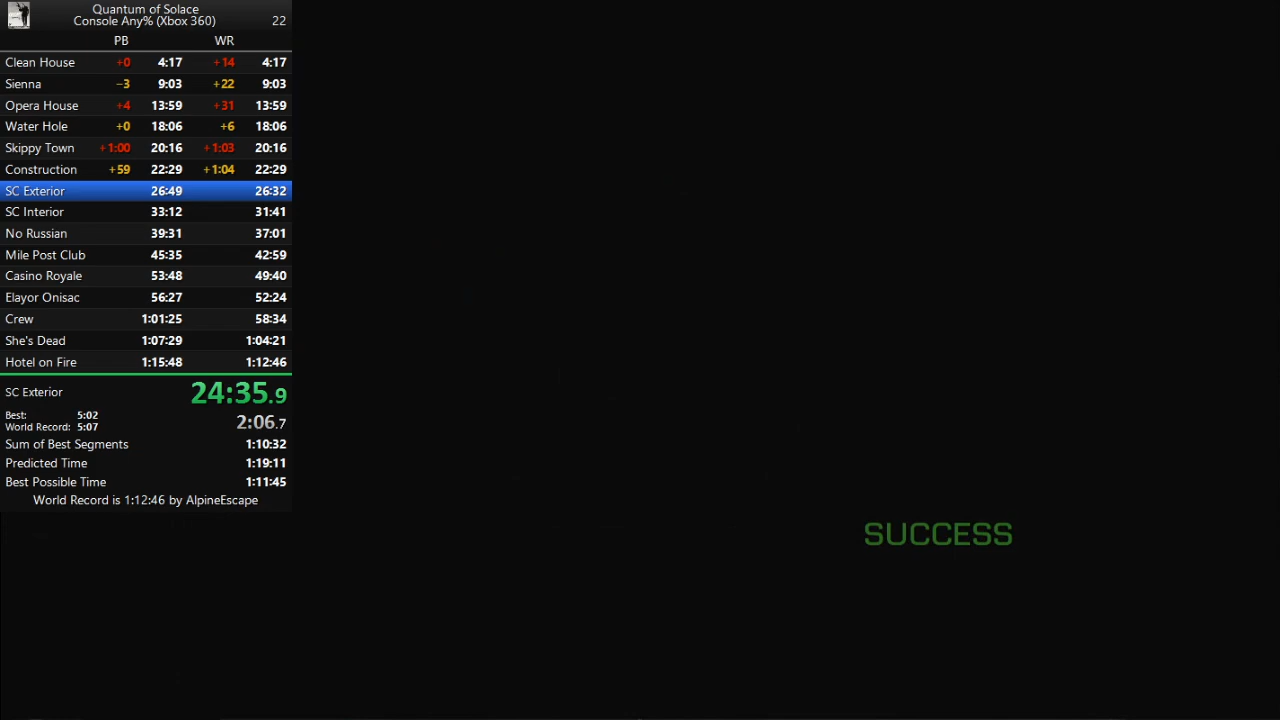 Quantum of Solace
Console Any% (Xbox 360) 22
PB WR
Clean House +0 4:17 +14 4:17
Sienna −3 9:03 +22 9:03
Opera House +4 13:59 +31 13:59
Water Hole +0 18:06 +6 18:06
Skippy Town +1:00 20:16 +1:03 20:16
Construction +59 22:29 +1:04 22:29
SC Exterior 26:49 26:32
SC Interior 33:12 31:41
No Russian 39:31 37:01
Mile Post Club 45:35 42:59
Casino Royale 53:48 49:40
Elayor Onisac 56:27 52:24
Crew 1:01:25 58:34
She's Dead 1:07:29 1:04:21
Hotel on Fire 1:15:48 1:12:46
SC Exterior 24:35.9
Best: 5:02
World Record: 5:07 2:06.7
Sum of Best Segments 1:10:32
Predicted Time 1:19:11
Best Possible Time 1:11:45
World Record is 1:12:46 by AlpineEscape
SUCCESS